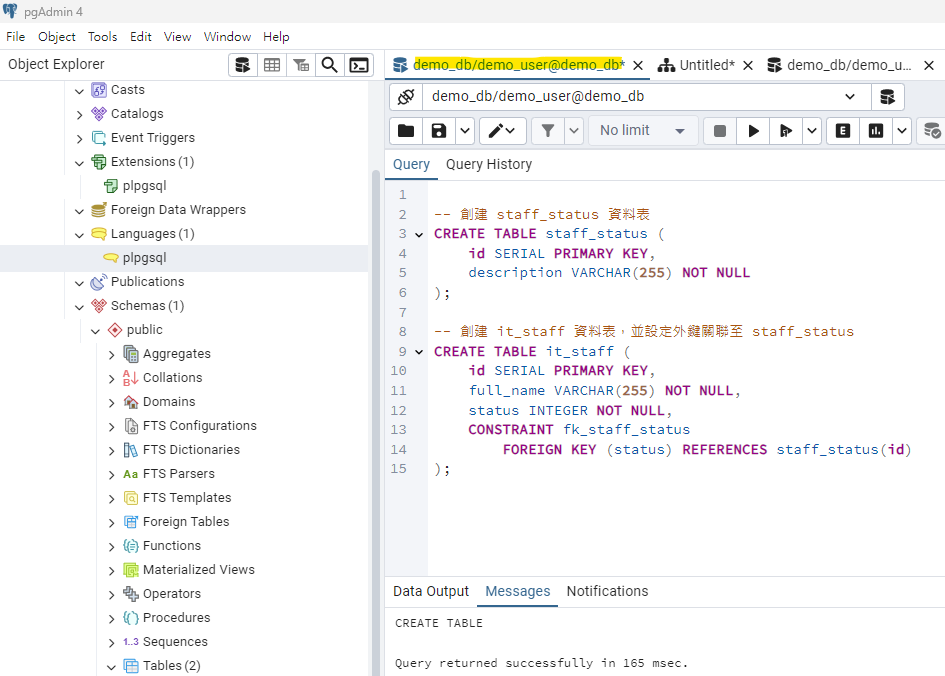 pgAdmin 4
File Object Tools Edit View Window Help
Object Explorer
Casts
Catalogs
Event Triggers
Extensions (1)
plpgsql
Foreign Data Wrappers
Languages (1)
plpgsql
Publications
Schemas (1)
public
Aggregates
Collations
Domains
FTS Configurations
FTS Dictionaries
Aa FTS Parsers
FTS Templates
Foreign Tables
Functions
Materialized Views
Operators
Procedures
1..3 Sequences
Tables (2)
demo_db/demo_user@demo_db* Untitled* demo_db/demo_u...
demo_db/demo_user@demo_db
No limit
Query Query History
1
2 -- 創建 staff_status 資料表
3 CREATE TABLE staff_status (
4 id SERIAL PRIMARY KEY,
5 description VARCHAR(255) NOT NULL
6 );
7
8 -- 創建 it_staff 資料表，並設定外鍵關聯至 staff_status
9 CREATE TABLE it_staff (
10 id SERIAL PRIMARY KEY,
11 full_name VARCHAR(255) NOT NULL,
12 status INTEGER NOT NULL,
13 CONSTRAINT fk_staff_status
14 FOREIGN KEY (status) REFERENCES staff_status(id)
15 );
Data Output Messages Notifications
CREATE TABLE
Query returned successfully in 165 msec.